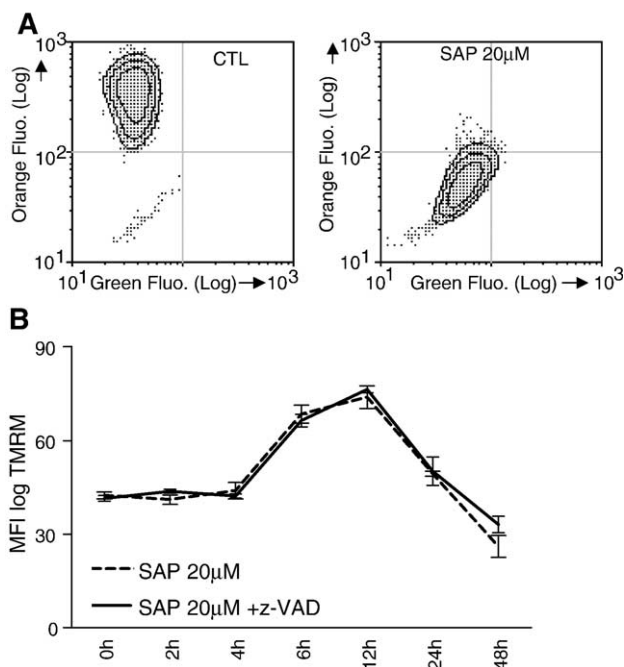 A
Orange Fluo. (Log)
10³
10²
10¹
CTL
10¹ Green Fluo. (Log) 10³
Orange Fluo. (Log)
10³
10²
10¹
SAP 20µM
10¹ Green Fluo. (Log) 10³
B
MFI log TMRM
90
60
30
0
SAP 20µM
SAP 20µM +z-VAD
0h 2h 4h 6h 12h 24h 48h